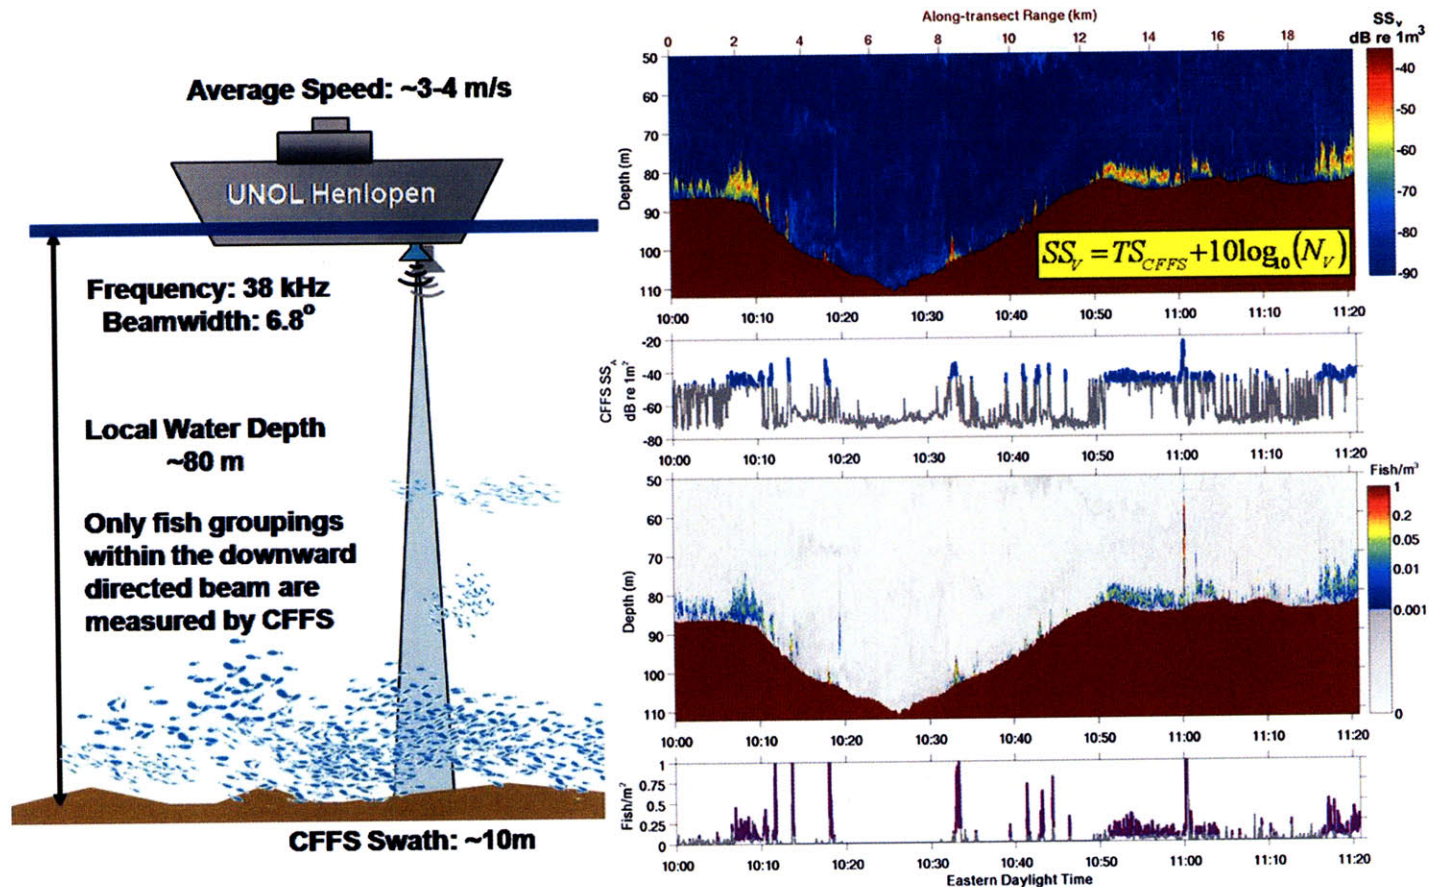 Average Speed: ~3-4 m/s
UNOL Henlopen
Frequency: 38 kHz
Beamwidth: 6.8°
Local Water Depth
~80 m
Only fish groupings
within the downward
directed beam are
measured by CFFS
CFFS Swath: ~10m
Along-transect Range (km)
0 2 4 6 8 10 12 14 16 18
SSᵥ
dB re 1m³
-40
-50
-60
-70
-80
-90
Depth (m)
50
60
70
80
90
100
110
SS_V = TS_CFFS + 10log₁₀(N_V)
10:00 10:10 10:20 10:30 10:40 10:50 11:00 11:10 11:20
CFFS SS_A
dB re 1m²
-20
-40
-60
-80
10:00 10:10 10:20 10:30 10:40 10:50 11:00 11:10 11:20
Fish/m³
1
0.2
0.05
0.01
0.001
0
Depth (m)
50
60
70
80
90
100
110
10:00 10:10 10:20 10:30 10:40 10:50 11:00 11:10 11:20
Fish/m²
1
0.75
0.5
0.25
0
10:00 10:10 10:20 10:30 10:40 10:50 11:00 11:10 11:20
Eastern Daylight Time